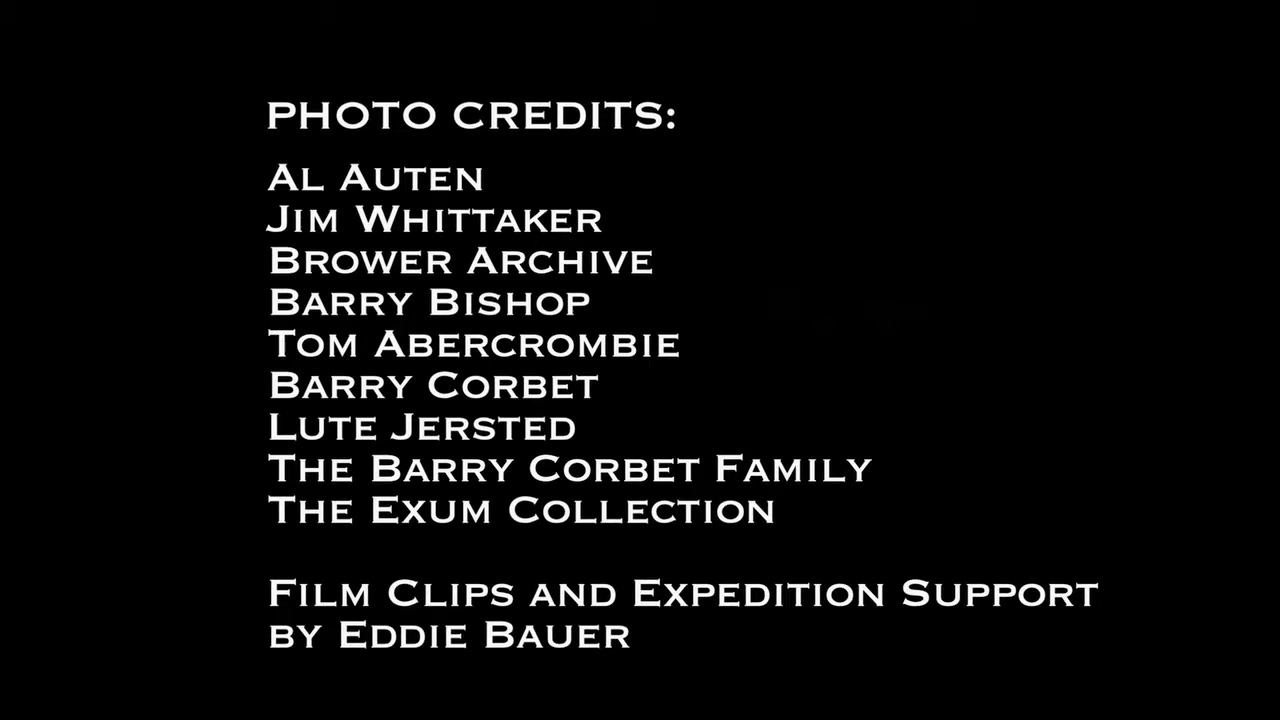 PHOTO CREDITS:
AL AUTEN
JIM WHITTAKER
BROWER ARCHIVE
BARRY BISHOP
TOM ABERCROMBIE
BARRY CORBET
LUTE JERSTED
THE BARRY CORBET FAMILY
THE EXUM COLLECTION
FILM CLIPS AND EXPEDITION SUPPORT
BY EDDIE BAUER